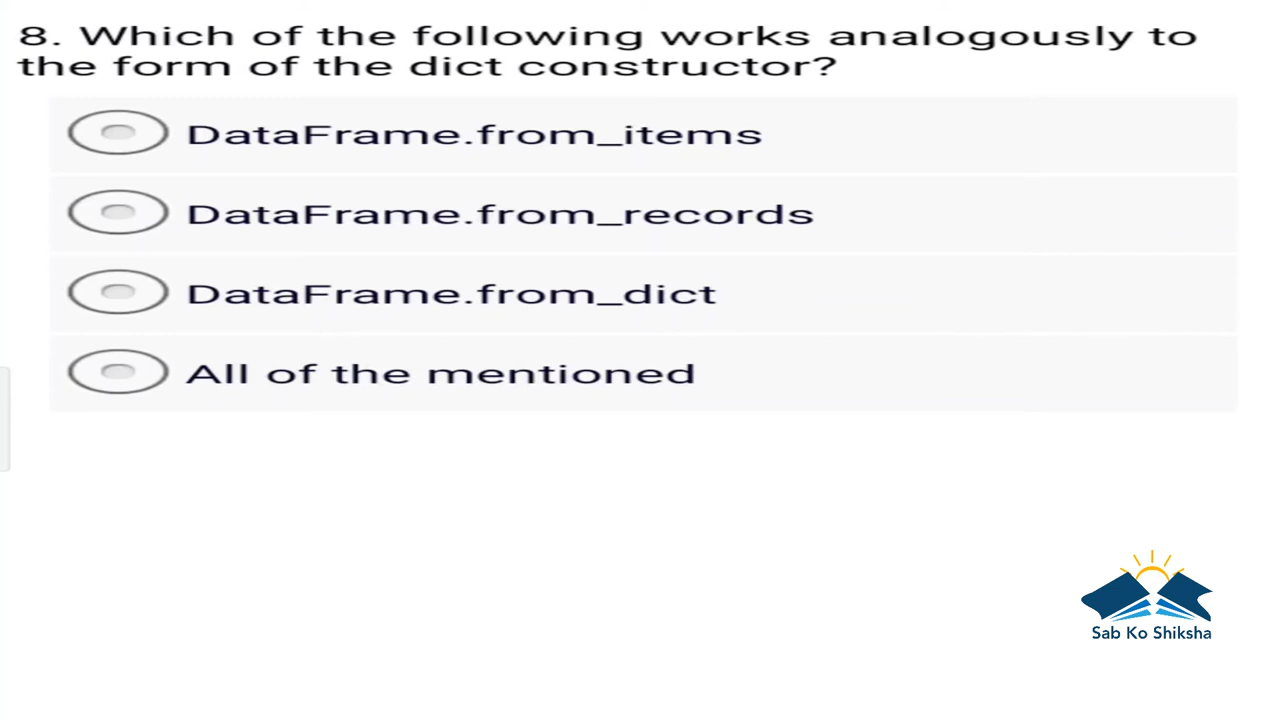 8. Which of the following works analogously to
the form of the dict constructor?
DataFrame.from_items
DataFrame.from_records
DataFrame.from_dict
All of the mentioned
Sab Ko Shiksha